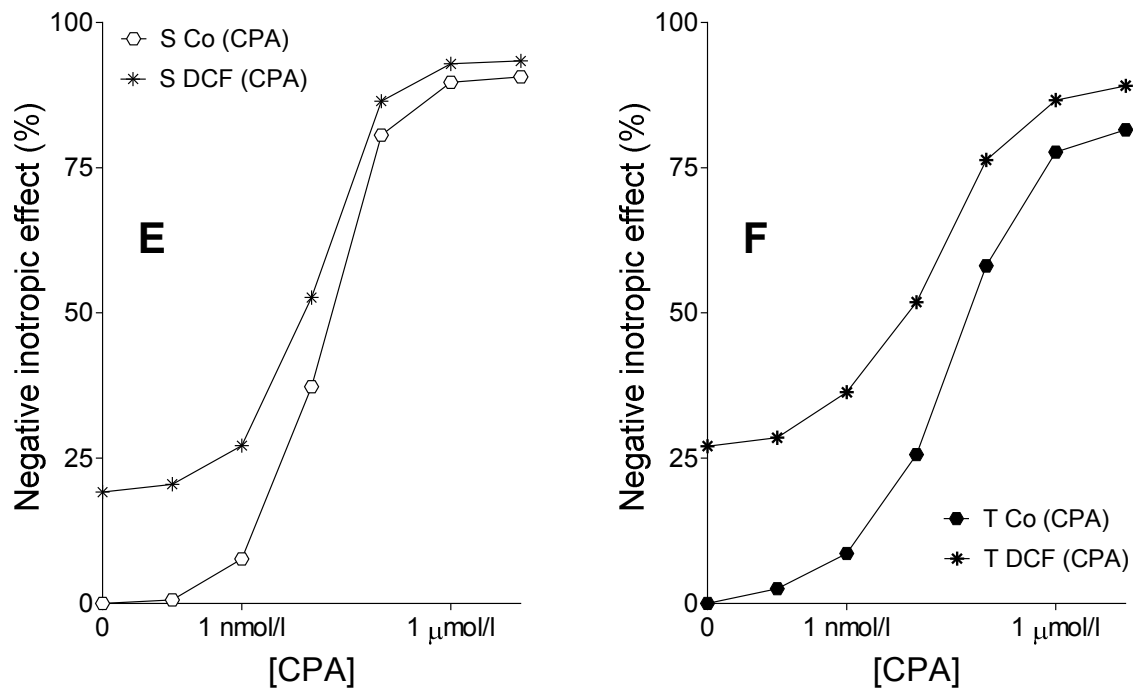 Negative inotropic effect (%)
100
75
50
25
0
S Co (CPA)
S DCF (CPA)
E
0
1 nmol/l
1 μmol/l
[CPA]
Negative inotropic effect (%)
100
75
50
25
0
F
T Co (CPA)
T DCF (CPA)
0
1 nmol/l
1 μmol/l
[CPA]